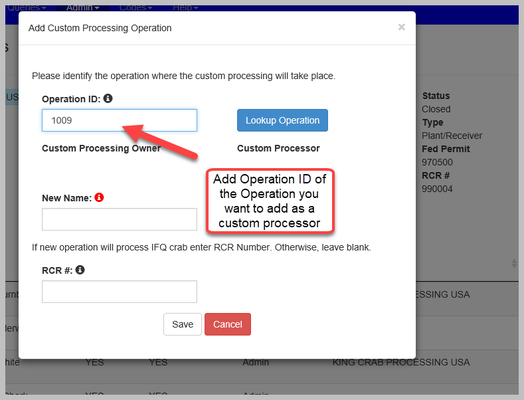 Queries
Admin
Codes
Help
Add Custom Processing Operation
×
Please identify the operation where the custom processing will take place.
Operation ID:
1009
Lookup Operation
Custom Processing Owner
Custom Processor
Add Operation ID of
the Operation you
want to add as a
custom processor
New Name:
If new operation will process IFQ crab enter RCR Number. Otherwise, leave blank.
RCR #:
Save
Cancel
Status
Closed
Type
Plant/Receiver
Fed Permit
970500
RCR #
990004
YES
YES
Admin
KING CRAB PROCESSING USA
YES
YES
Admin